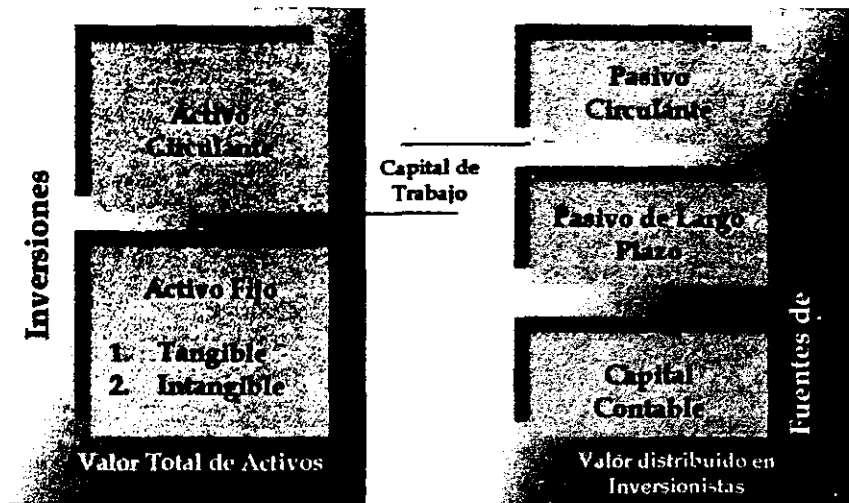 Inversiones
Activo
Circulante
Activo Fijo
1. Tangible
2. Intangible
Valor Total de Activos
Capital de
Trabajo
Pasivo
Circulante
Pasivo de Largo
Plazo
Capital
Contable
Valor distribuido en
Inversionistas
Fuentes de